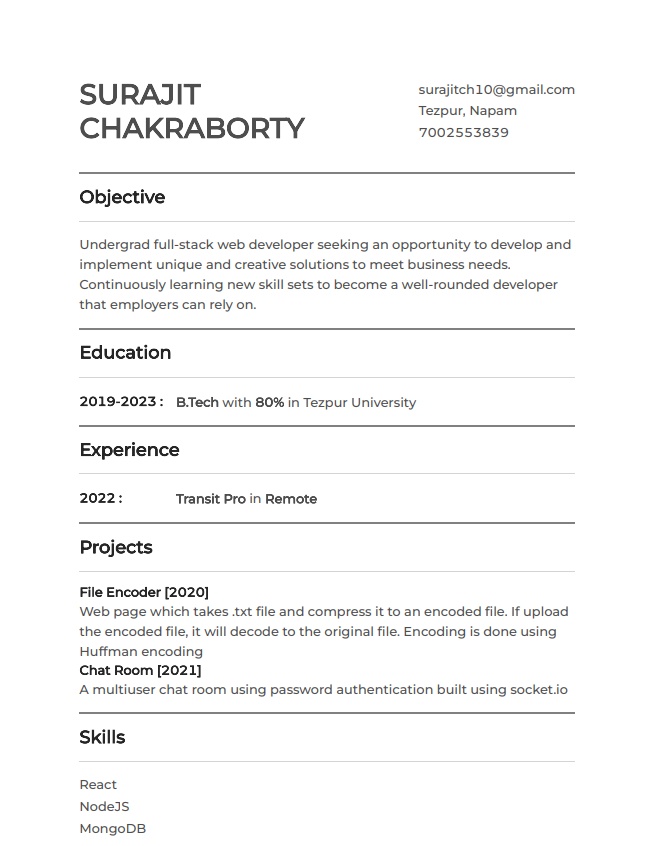 SURAJIT
CHAKRABORTY
surajitch10@gmail.com
Tezpur, Napam
7002553839
Objective
Undergrad full-stack web developer seeking an opportunity to develop and
implement unique and creative solutions to meet business needs.
Continuously learning new skill sets to become a well-rounded developer
that employers can rely on.
Education
2019-2023 : B.Tech with 80% in Tezpur University
Experience
2022 : Transit Pro in Remote
Projects
File Encoder [2020]
Web page which takes .txt file and compress it to an encoded file. If upload
the encoded file, it will decode to the original file. Encoding is done using
Huffman encoding
Chat Room [2021]
A multiuser chat room using password authentication built using socket.io
Skills
React
NodeJS
MongoDB